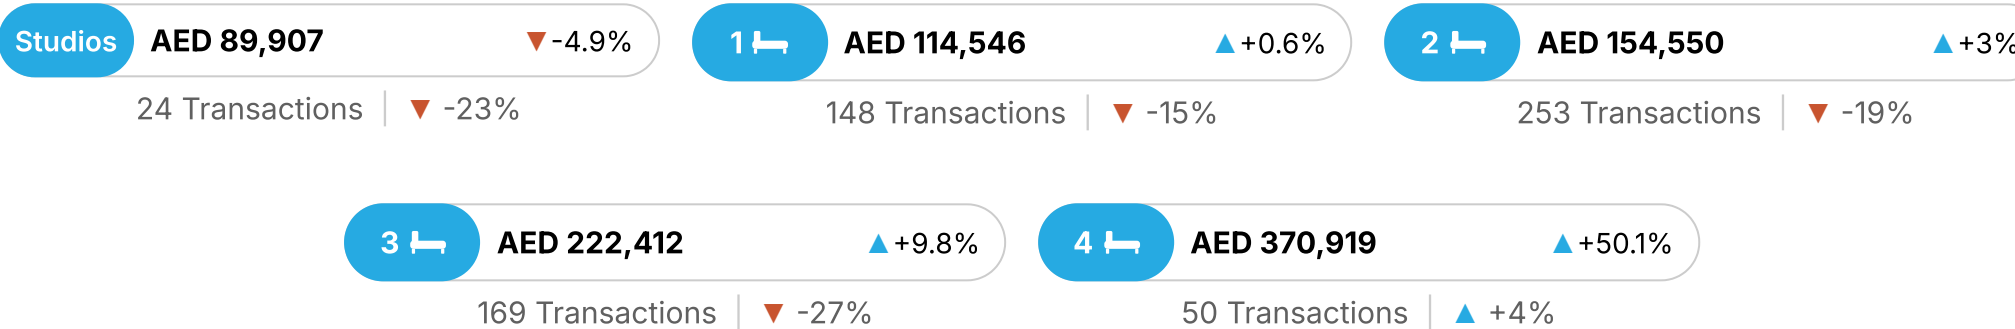 Studios AED 89,907 ▼-4.9%
24 Transactions | ▼ -23%
1 AED 114,546 ▲+0.6%
148 Transactions | ▼ -15%
2 AED 154,550 ▲+3%
253 Transactions | ▼ -19%
3 AED 222,412 ▲+9.8%
169 Transactions | ▼ -27%
4 AED 370,919 ▲+50.1%
50 Transactions | ▲ +4%